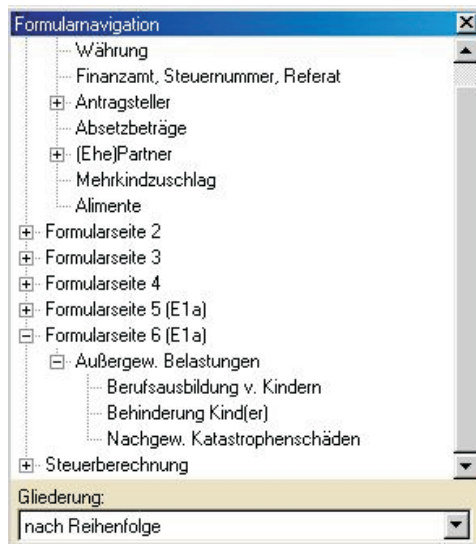 Formularnavigation
Währung
Finanzamt, Steuernummer, Referat
Antragsteller
Absetzbeträge
(Ehe)Partner
Mehrkindzuschlag
Alimente
Formularseite 2
Formularseite 3
Formularseite 4
Formularseite 5 (E1a)
Formularseite 6 (E1a)
Außergew. Belastungen
Berufsausbildung v. Kindern
Behinderung Kind(er)
Nachgew. Katastrophenschäden
Steuerberechnung
Gliederung:
nach Reihenfolge